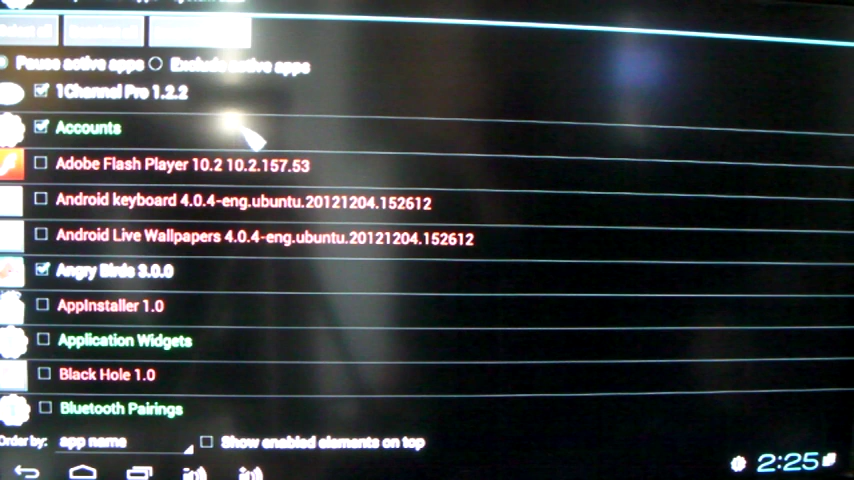 Pause active apps Exclude active apps
1Channel Pro 1.2.2
Accounts
Adobe Flash Player 10.2 10.2.157.53
Android keyboard 4.0.4-eng.ubuntu.20121204.152612
Android Live Wallpapers 4.0.4-eng.ubuntu.20121204.152612
Angry Birds 3.0.0
AppInstaller 1.0
Application Widgets
Black Hole 1.0
Bluetooth Pairings
Order by: app name Show enabled elements on top
2:25